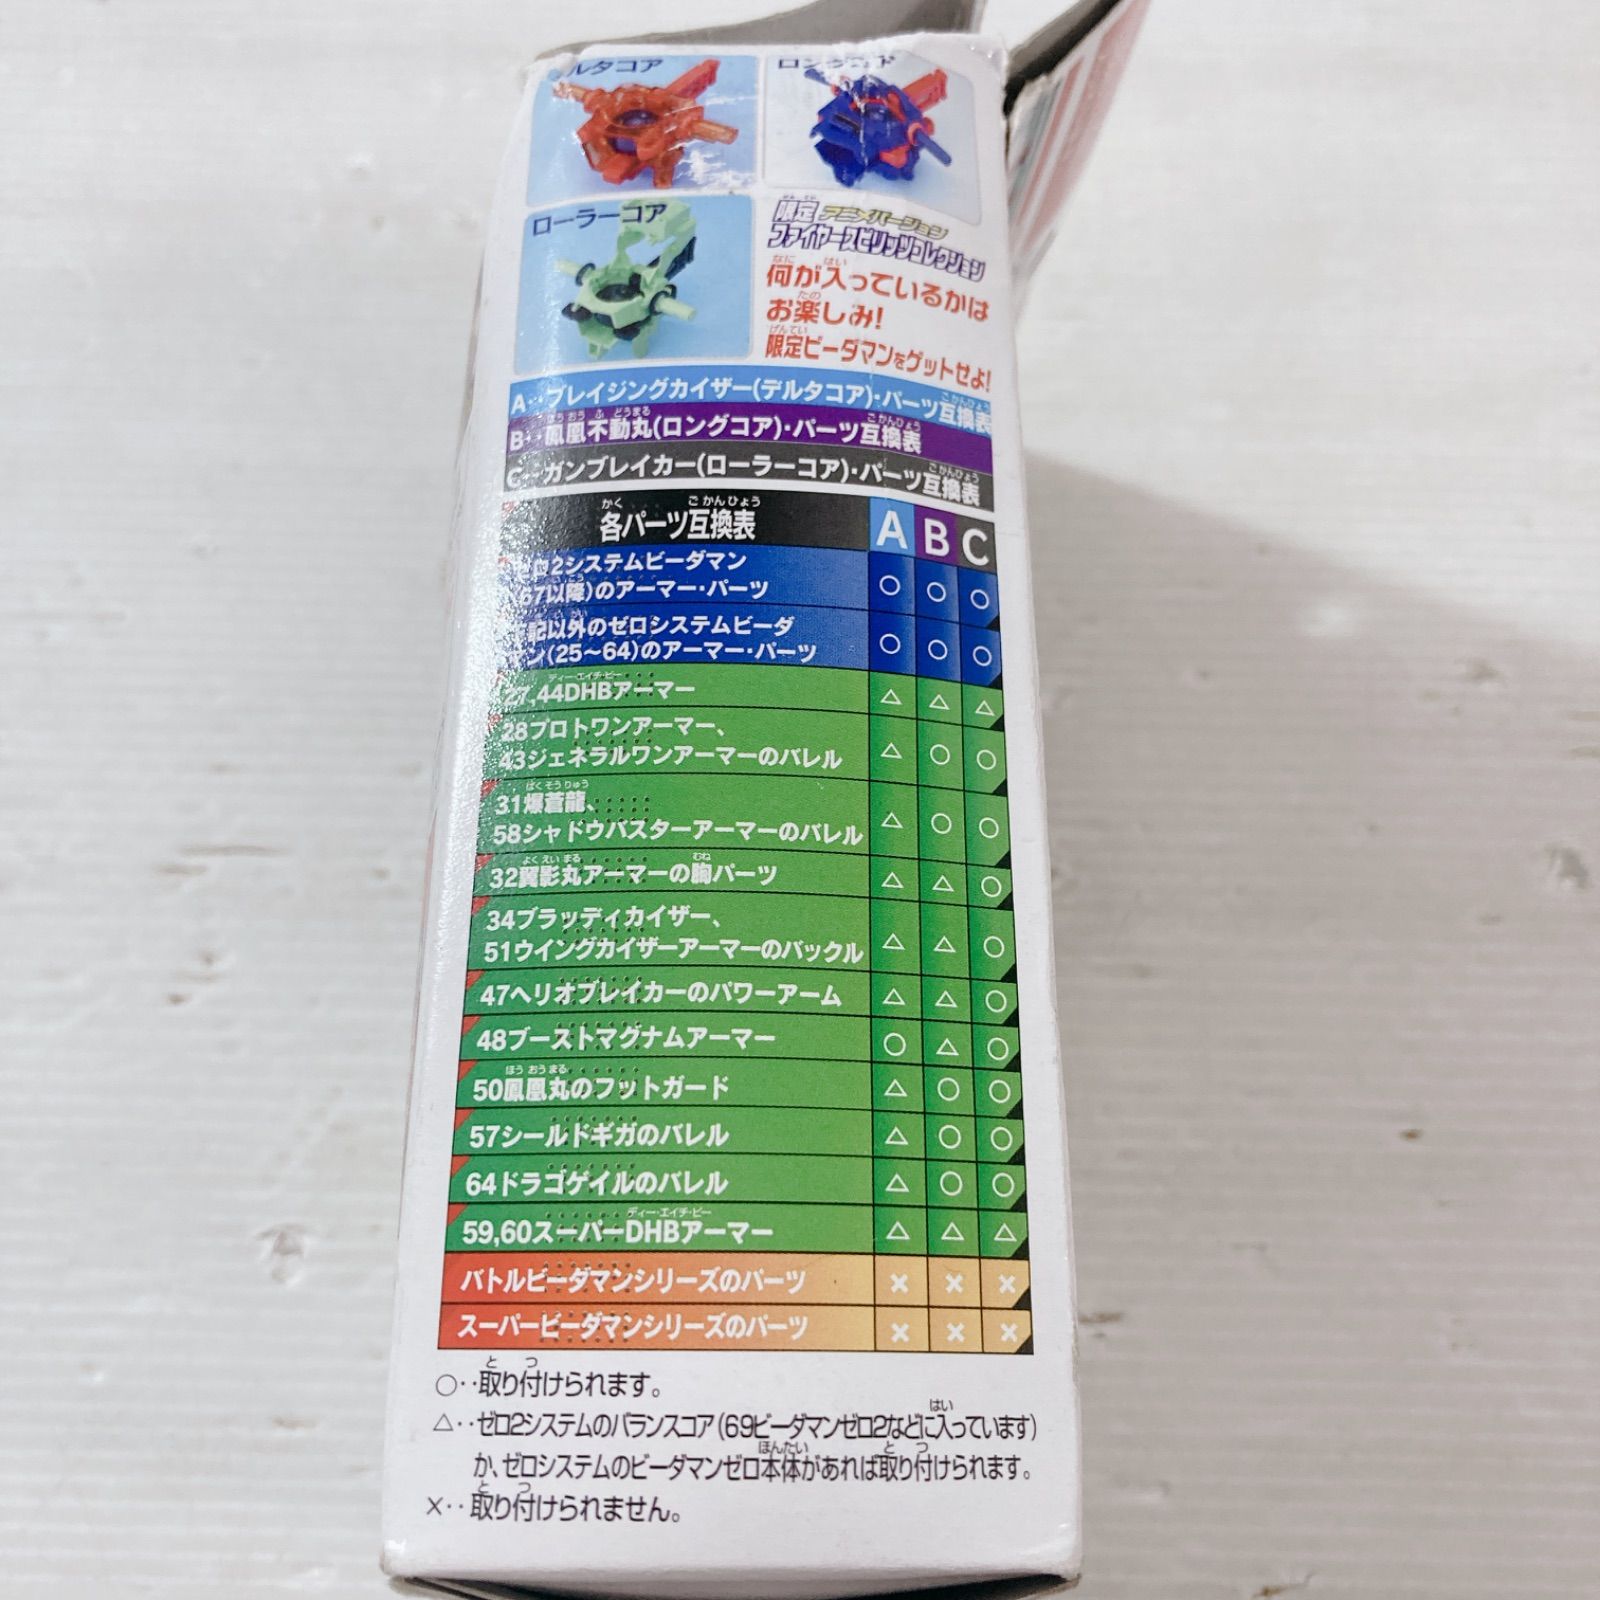 ルタコア
ロングコア
ローラーコア
限定 アニメバージョン
ファイヤースピリッツコレクション
何が入っているかは
お楽しみ!
限定ビーダマンをゲットせよ!
A‥ブレイジングカイザー(デルタコア)・パーツ互換表
B‥鳳凰不動丸(ロングコア)・パーツ互換表
C‥ガンブレイカー(ローラーコア)・パーツ互換表
各パーツ互換表 A B C
ゼロ2システムビーダマン
(67以降)のアーマー・パーツ ○ ○ ○
上記以外のゼロシステムビーダ
マン(25〜64)のアーマー・パーツ ○ ○ ○
27,44DHBアーマー △ △ △
28プロトワンアーマー、
43ジェネラルワンアーマーのバレル △ ○ ○
31爆蒼龍、
58シャドウバスターアーマーのバレル △ ○ ○
32翼影丸アーマーの胸パーツ △ △ ○
34ブラッディカイザー、
51ウイングカイザーアーマーのバックル △ △ ○
47ヘリオブレイカーのパワーアーム △ △ ○
48ブーストマグナムアーマー ○ △ ○
50鳳凰丸のフットガード △ ○ ○
57シールドギガのバレル △ ○ ○
64ドラゴゲイルのバレル △ ○ ○
59,60スーパーDHBアーマー △ △ △
バトルビーダマンシリーズのパーツ × × ×
スーパービーダマンシリーズのパーツ × × ×
○‥取り付けられます。
△‥ゼロ2システムのバランスコア(69ビーダマンゼロ2などに入っています)
か、ゼロシステムのビーダマンゼロ本体があれば取り付けられます。
×‥取り付けられません。